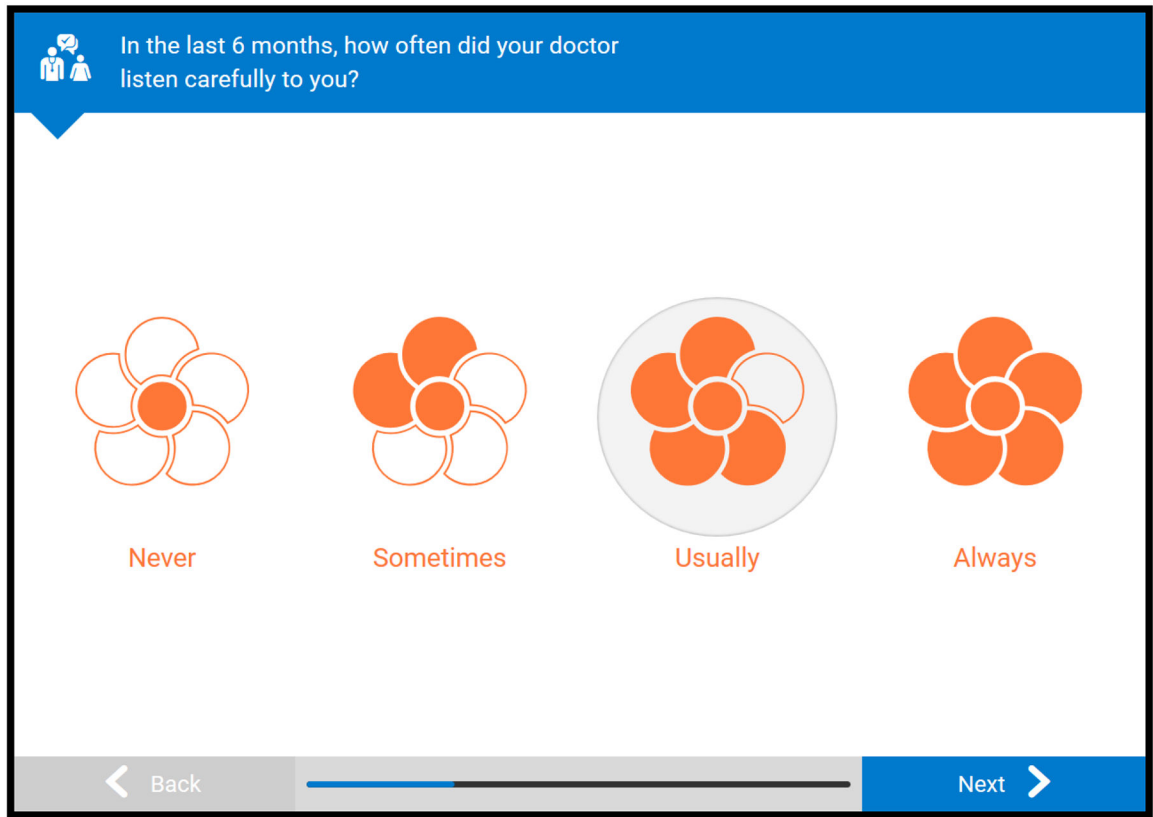 In the last 6 months, how often did your doctor
listen carefully to you?
Never
Sometimes
Usually
Always
Back
Next